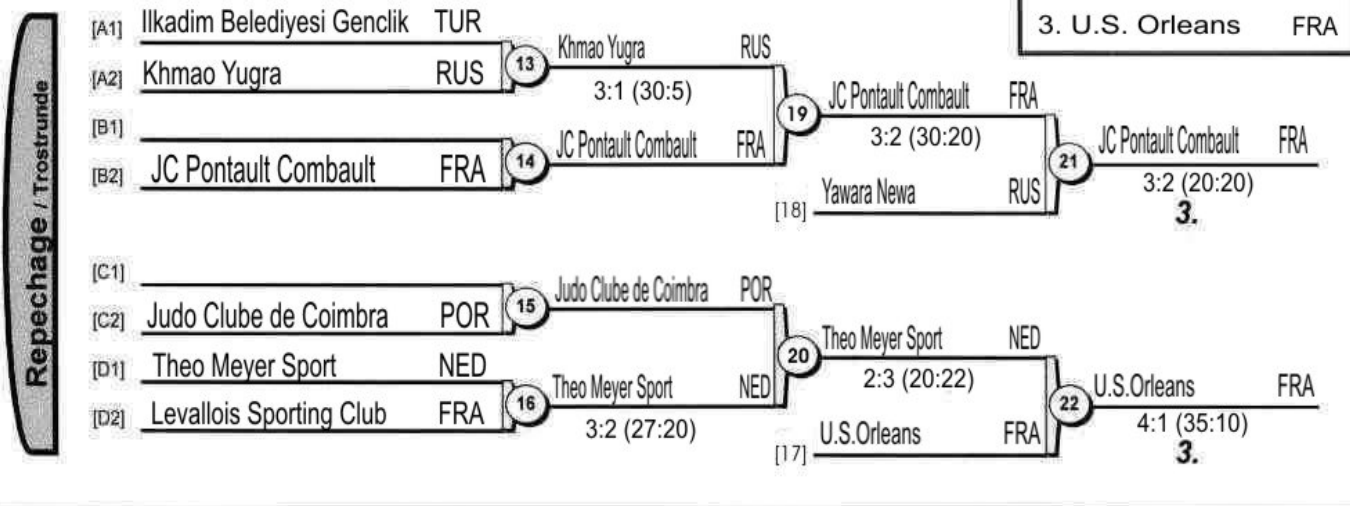 3. U.S. Orleans FRA
Repechage / Trostrunde
[A1] Ilkadim Belediyesi Genclik TUR
[A2] Khmao Yugra RUS
13
Khmao Yugra RUS
3:1 (30:5)
[B1]
[B2] JC Pontault Combault FRA
14
JC Pontault Combault FRA
19
JC Pontault Combault FRA
3:2 (30:20)
[18] Yawara Newa RUS
21
JC Pontault Combault FRA
3:2 (20:20)
3.
[C1]
[C2] Judo Clube de Coimbra POR
15
Judo Clube de Coimbra POR
[D1] Theo Meyer Sport NED
[D2] Levallois Sporting Club FRA
16
Theo Meyer Sport NED
3:2 (27:20)
20
Theo Meyer Sport NED
2:3 (20:22)
[17] U.S.Orleans FRA
22
U.S.Orleans FRA
4:1 (35:10)
3.